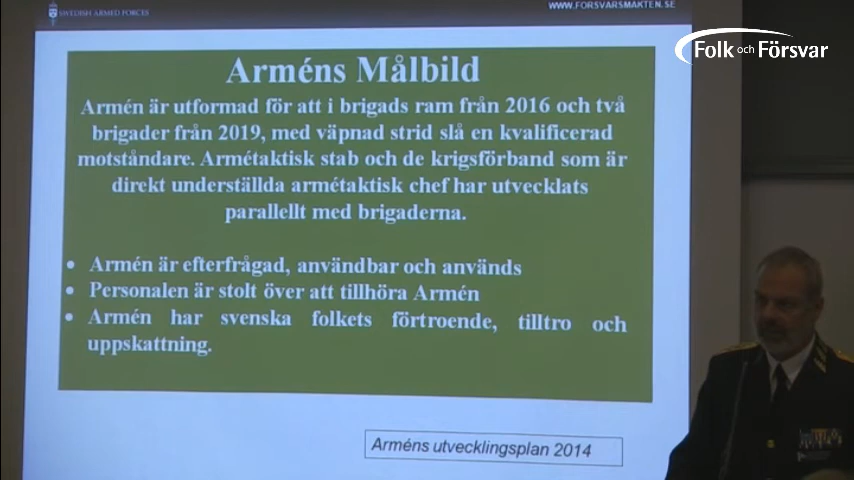 SWEDISH ARMED FORCES
WWW.FORSVARSMAKTEN.SE
Folk och Försvar
Arméns Målbild
Armén är utformad för att i brigads ram från 2016 och två
brigader från 2019, med väpnad strid slå en kvalificerad
motståndare. Armétaktisk stab och de krigsförband som är
direkt underställda armétaktisk chef har utvecklats
parallellt med brigaderna.
• Armén är efterfrågad, användbar och används
• Personalen är stolt över att tillhöra Armén
• Armén har svenska folkets förtroende, tilltro och
uppskattning.
Arméns utvecklingsplan 2014